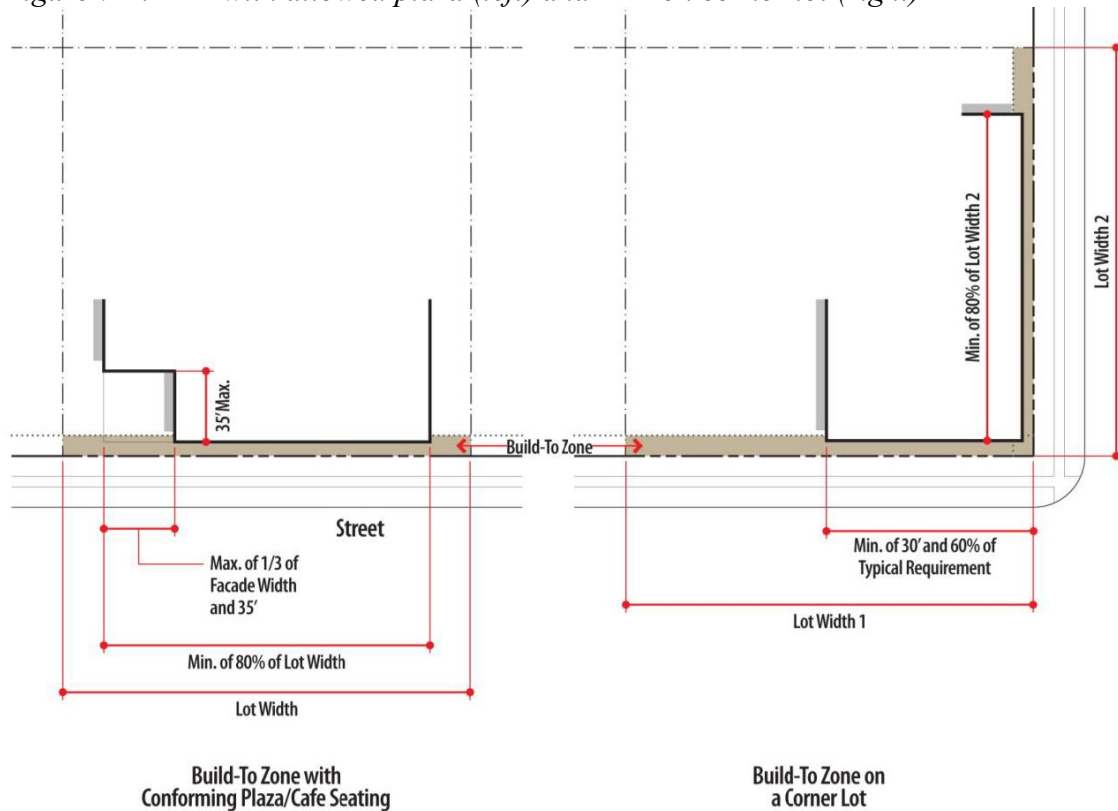 35' Max.
Build-To Zone
Street
Max. of 1/3 of
Facade Width
and 35'
Min. of 80% of Lot Width
Lot Width
Build-To Zone with
Conforming Plaza/Cafe Seating
Min. of 80% of Lot Width 2
Lot Width 2
Min. of 30' and 60% of
Typical Requirement
Lot Width 1
Build-To Zone on
a Corner Lot